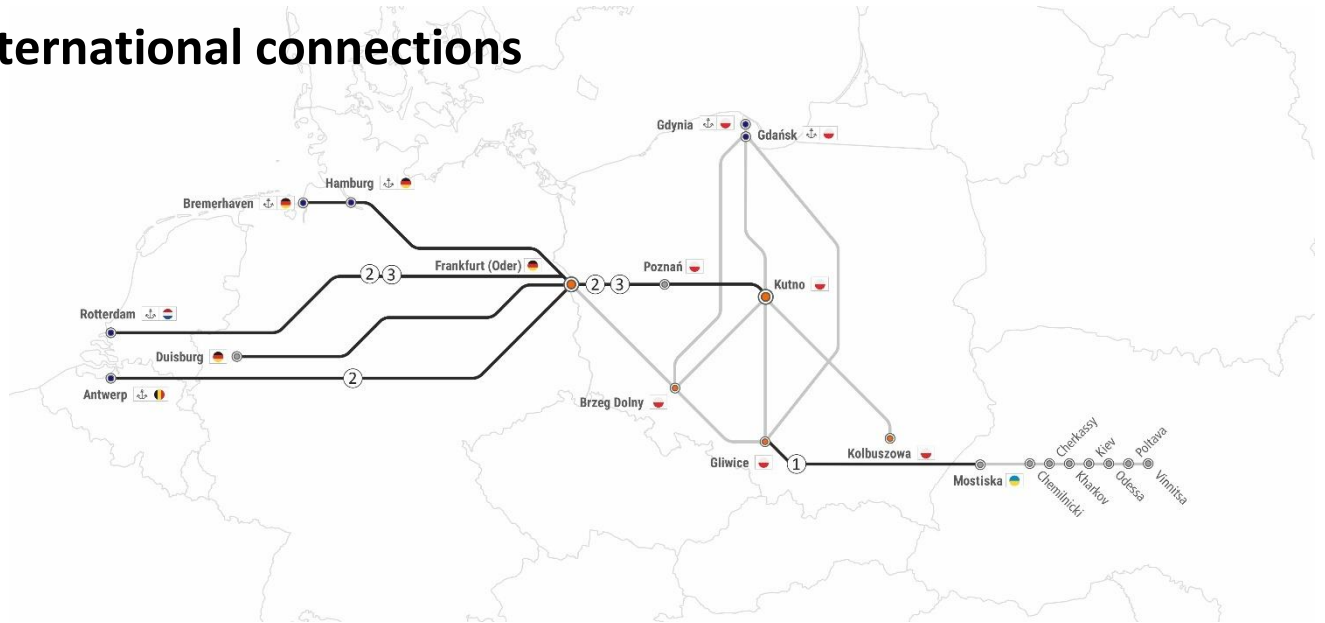 ternational connections
Gdynia
Gdańsk
Hamburg
Bremerhaven
Frankfurt (Oder)
2 3
2 3
Poznań
Kutno
Rotterdam
Duisburg
2
Antwerp
Brzeg Dolny
Gliwice
1
Kolbuszowa
Mostiska
Chemilnicki
Cherkassy
Kharkov
Kiev
Odessa
Poltava
Vinnitsa